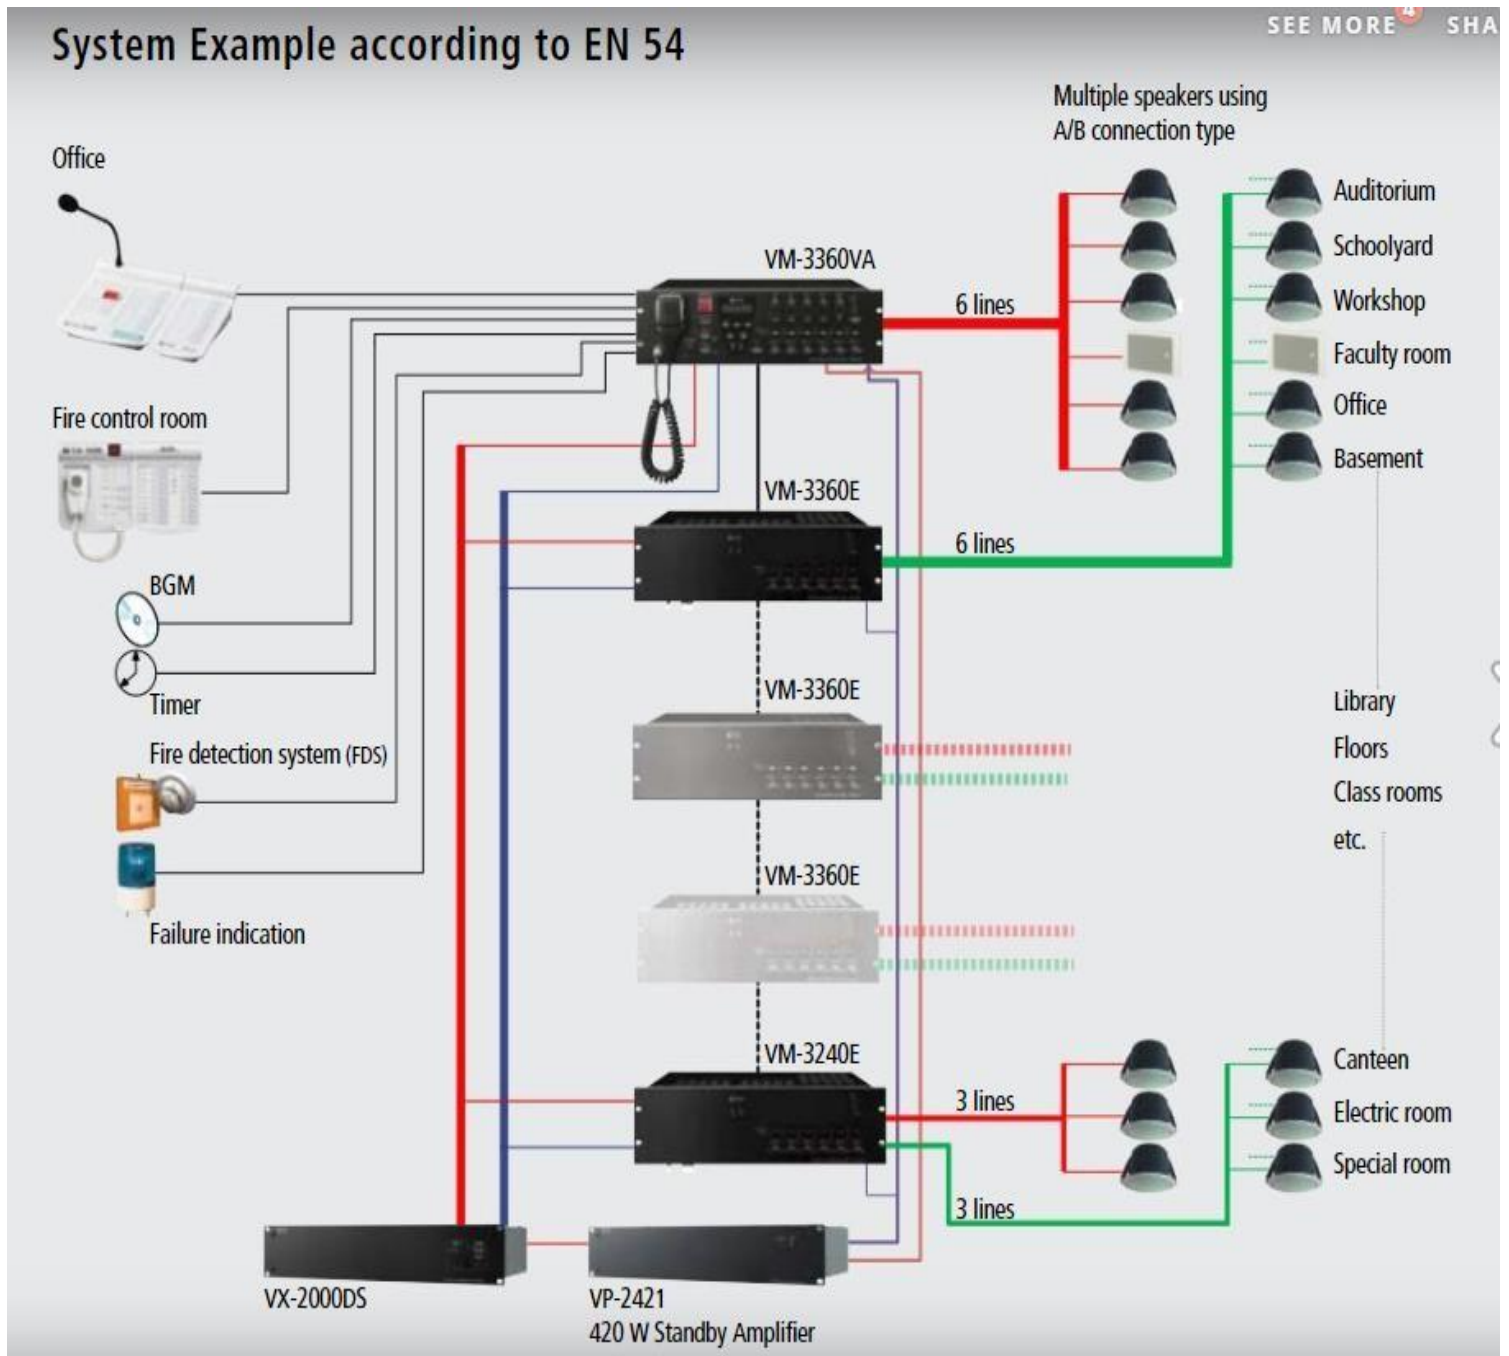 System Example according to EN 54
SEE MORE
4
Multiple speakers using
A/B connection type
Office
Auditorium
Schoolyard
VM-3360VA
6 lines
Workshop
Faculty room
Office
Fire control room
Basement
VM-3360E
6 lines
BGM
VM-3360E
Timer
Library
Fire detection system (FDS)
Floors
Class rooms
etc.
VM-3360E
Failure indication
VM-3240E
Canteen
3 lines
Electric room
Special room
3 lines
VX-2000DS
VP-2421
420 W Standby Amplifier